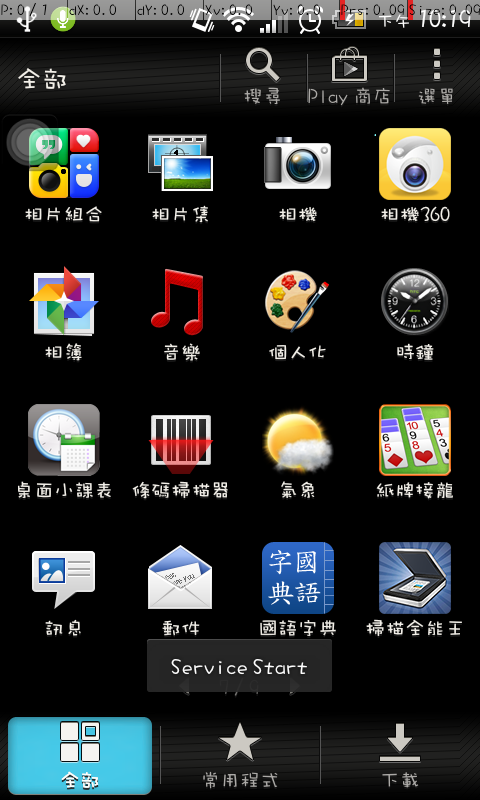 P: 0 / 1 dX: 0.0 dY: 0.0 Xv: 0.0 Yv: 0.0 Prs: 0.09 Size: 0.09
下午 10:19
全部
搜尋 Play 商店 選單
相片組合 相片集 相機 相機360
相簿 音樂 個人化 時鐘
桌面小課表 條碼掃描器 氣象 紙牌接龍
字國
典語
訊息 郵件 國語字典 掃描全能王
Service Start
全部 常用程式 下載